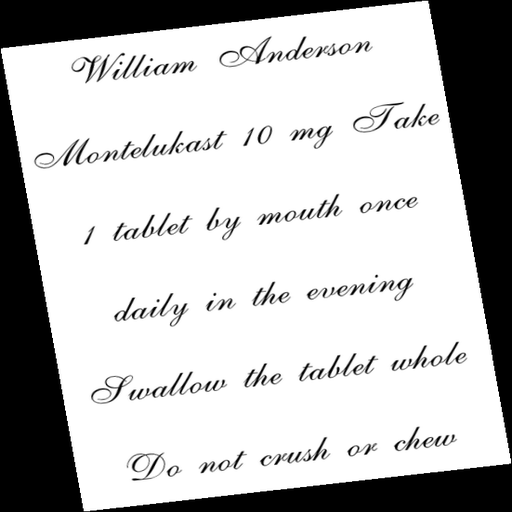 William Anderson
Montelukast 10 mg Take
1 tablet by mouth once
daily in the evening
Swallow the tablet whole
Do not crush or chew